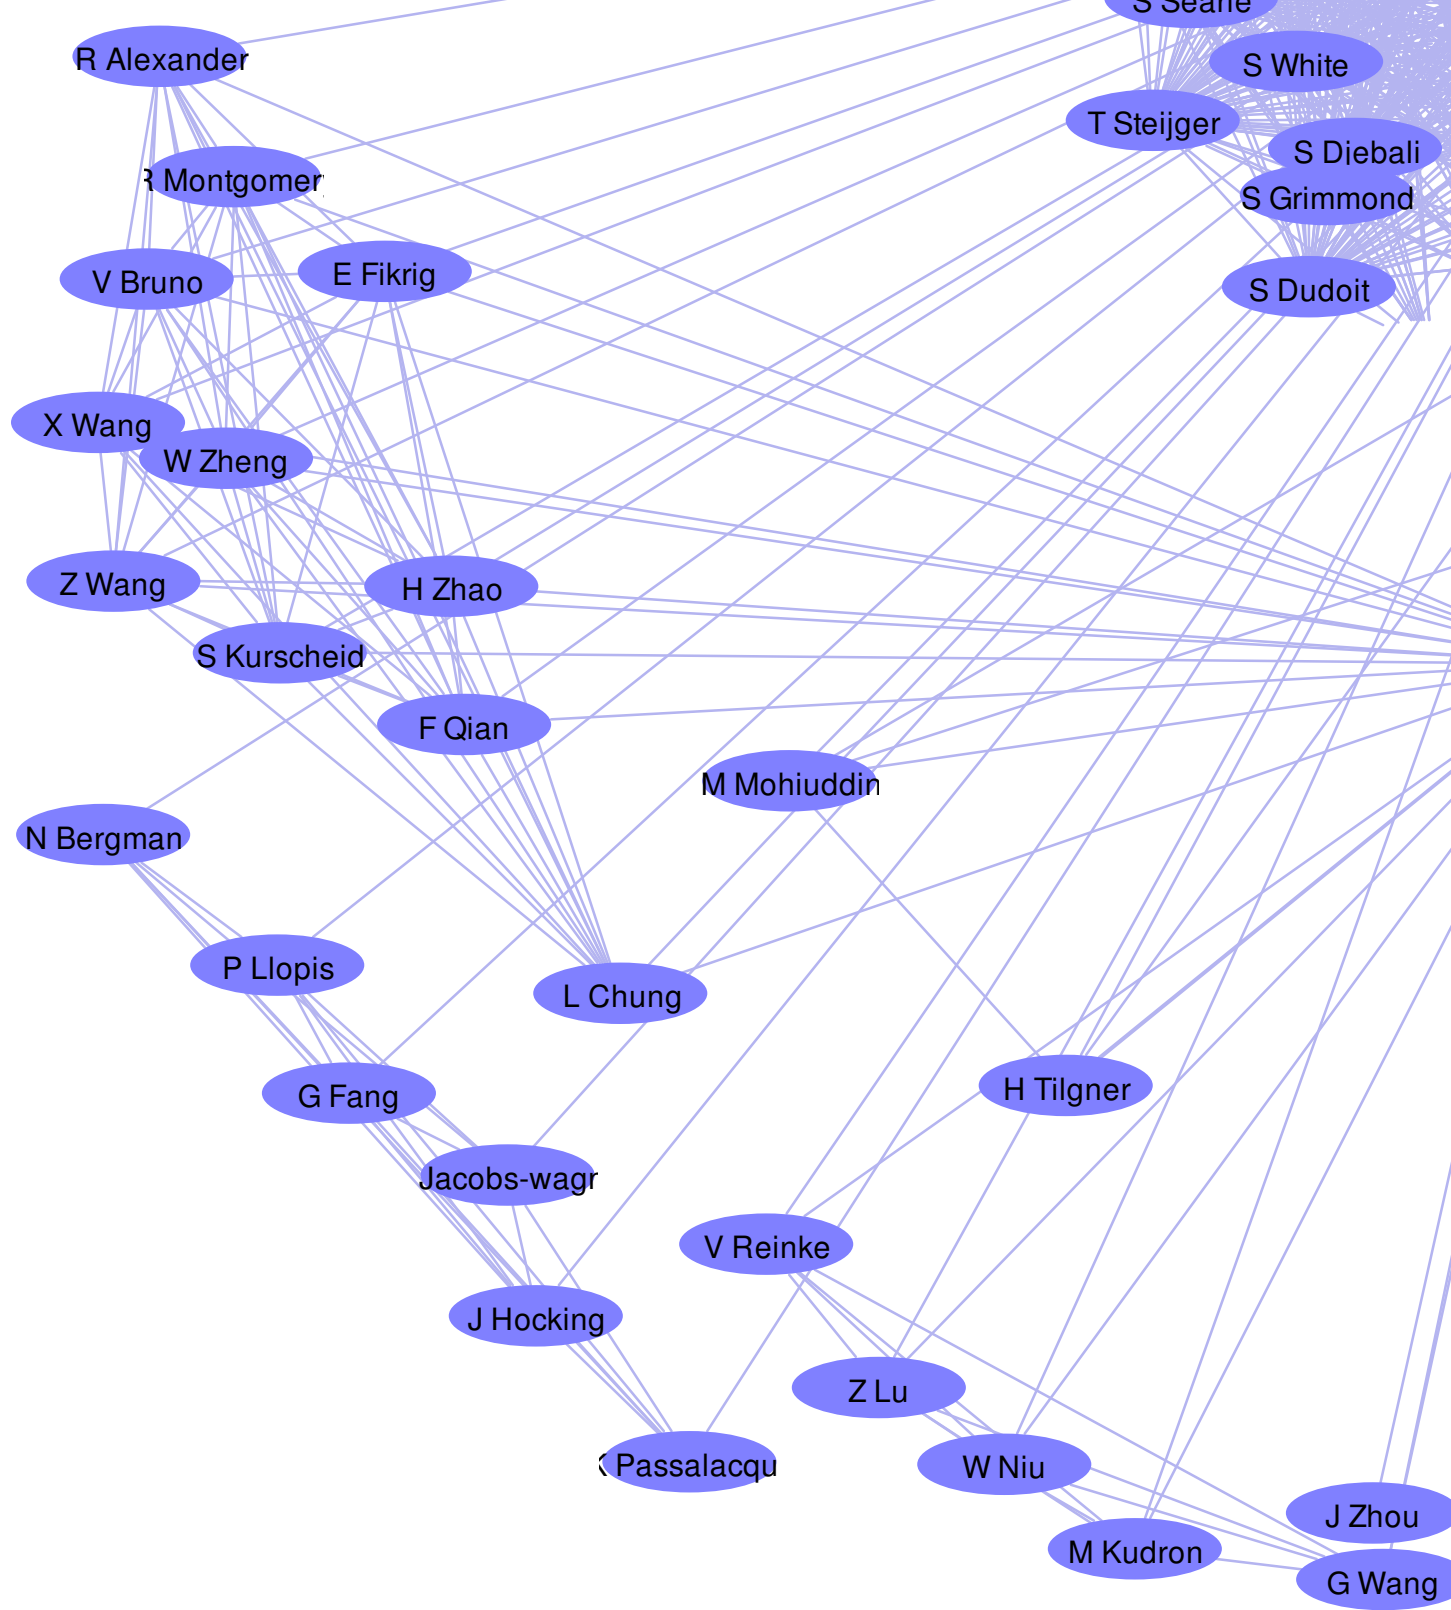 S Searle
R Alexander
S White
T Steijger
S Djebali
R Montgomery
S Grimmond
V Bruno
E Fikrig
S Dudoit
X Wang
W Zheng
Z Wang
H Zhao
S Kurscheid
F Qian
M Mohiuddin
N Bergman
P Llopis
L Chung
H Tilgner
G Fang
Jacobs-wagn
V Reinke
J Hocking
Z Lu
K Passalacqu
W Niu
J Zhou
M Kudron
G Wang